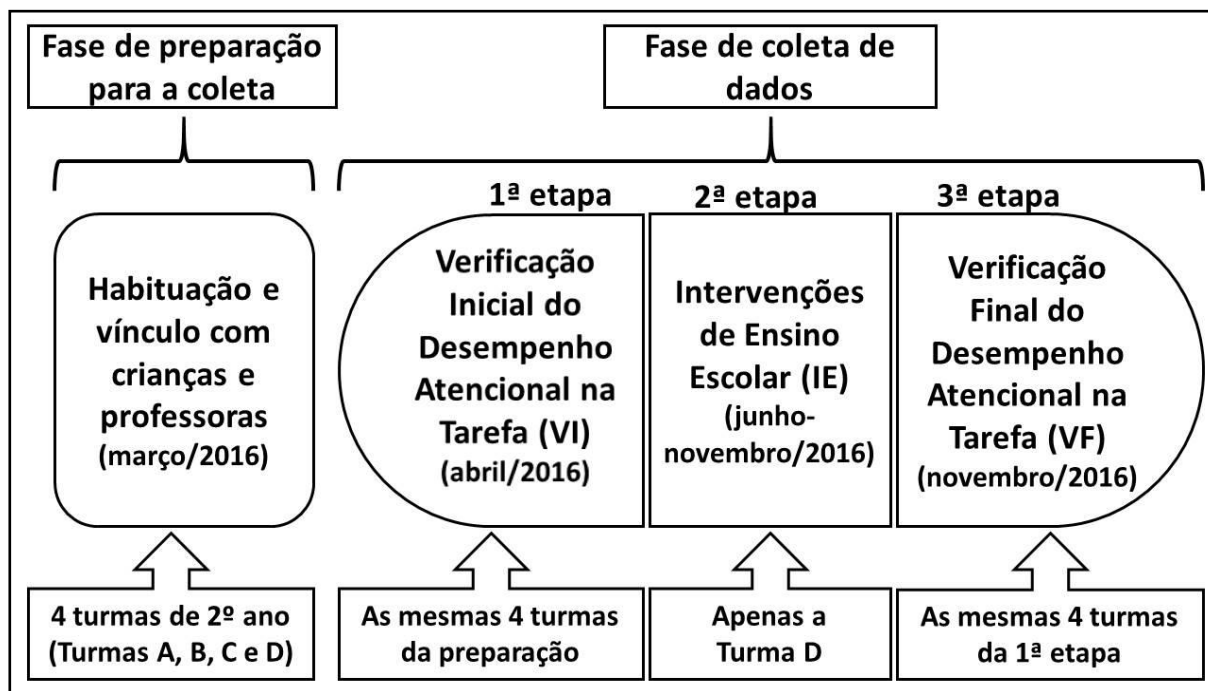 Fase de preparação
para a coleta
Fase de coleta de
dados
1ª etapa
2ª etapa
3ª etapa
Habituação e
vínculo com
crianças e
professoras
(março/2016)
Verificação
Inicial do
Desempenho
Atencional na
Tarefa (VI)
(abril/2016)
Intervenções
de Ensino
Escolar (IE)
(junho-
novembro/2016)
Verificação
Final do
Desempenho
Atencional na
Tarefa (VF)
(novembro/2016)
4 turmas de 2º ano
(Turmas A, B, C e D)
As mesmas 4 turmas
da preparação
Apenas a
Turma D
As mesmas 4 turmas
da 1ª etapa